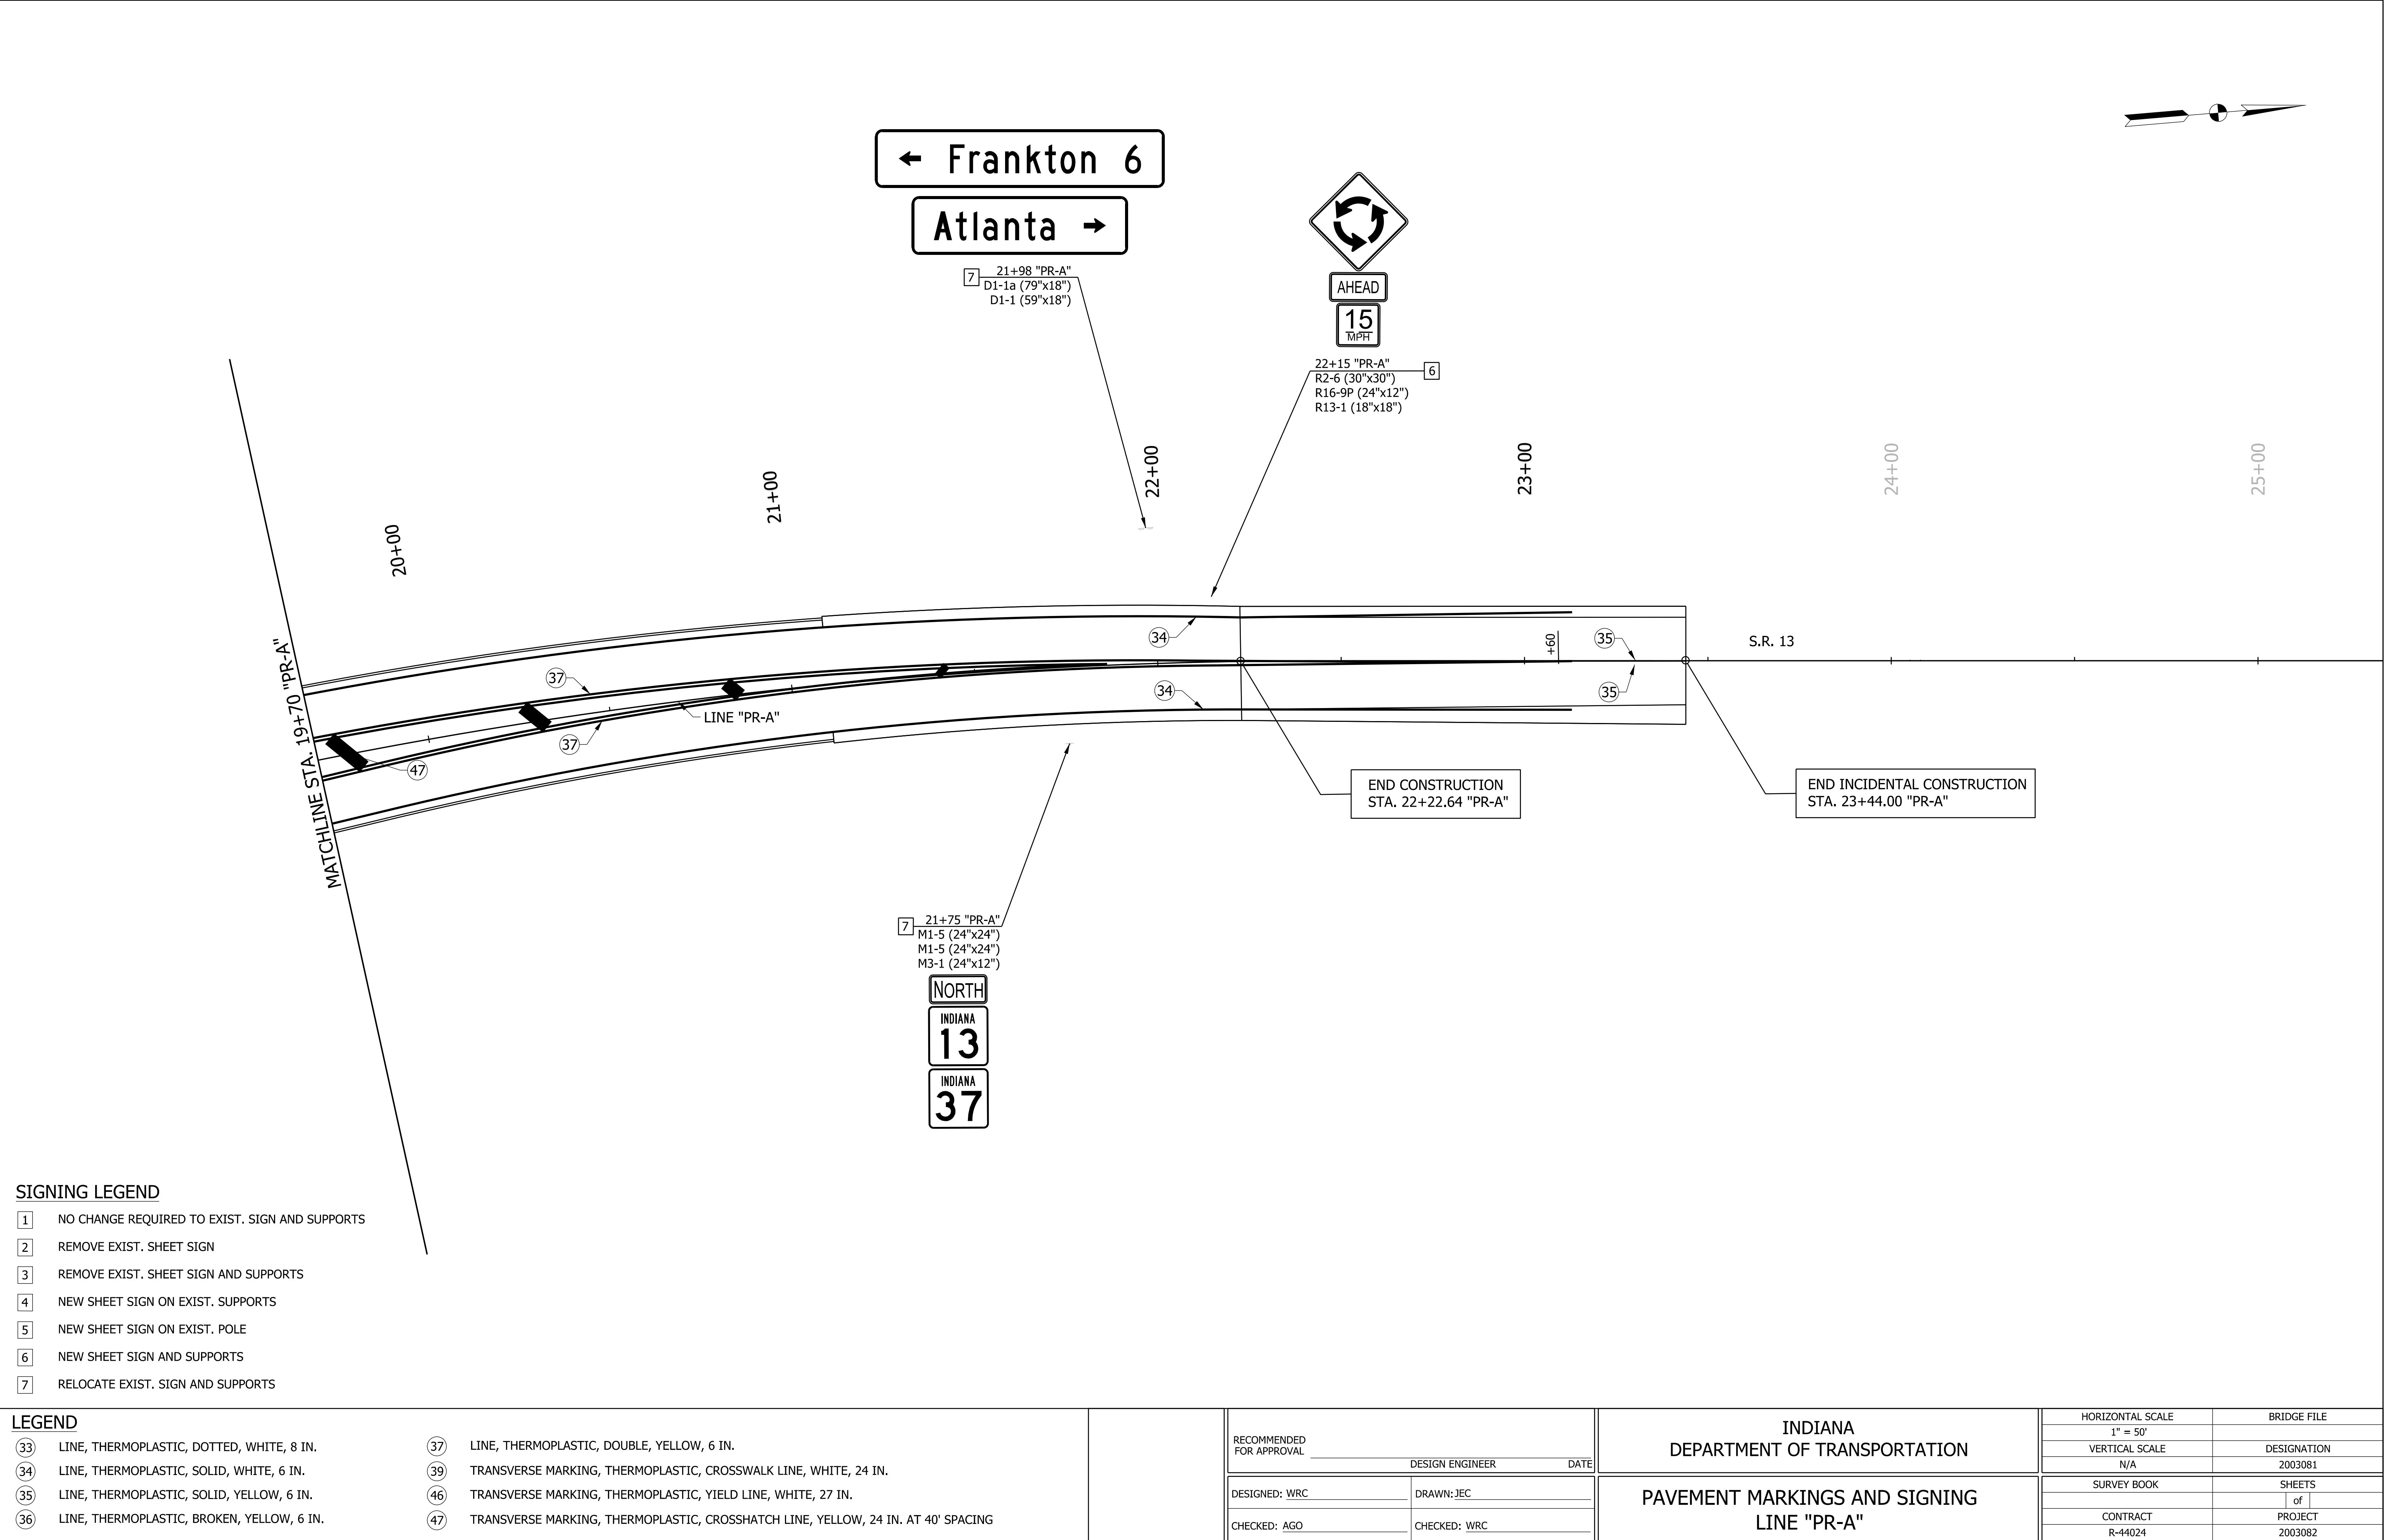 Frankton 6
Atlanta
7
21+98 "PR-A"
D1-1a (79"x18")
D1-1 (59"x18")
AHEAD
15
MPH
22+15 "PR-A"
R2-6 (30"x30")
R16-9P (24"x12")
R13-1 (18"x18")
6
20+00
21+00
22+00
23+00
24+00
25+00
MATCHLINE STA. 19+70 "PR-A"
37
37
47
LINE "PR-A"
34
34
+60
35
35
S.R. 13
END CONSTRUCTION
STA. 22+22.64 "PR-A"
END INCIDENTAL CONSTRUCTION
STA. 23+44.00 "PR-A"
7
21+75 "PR-A"
M1-5 (24"x24")
M1-5 (24"x24")
M3-1 (24"x12")
NORTH
INDIANA
13
INDIANA
37
SIGNING LEGEND
1 NO CHANGE REQUIRED TO EXIST. SIGN AND SUPPORTS
2 REMOVE EXIST. SHEET SIGN
3 REMOVE EXIST. SHEET SIGN AND SUPPORTS
4 NEW SHEET SIGN ON EXIST. SUPPORTS
5 NEW SHEET SIGN ON EXIST. POLE
6 NEW SHEET SIGN AND SUPPORTS
7 RELOCATE EXIST. SIGN AND SUPPORTS
LEGEND
33 LINE, THERMOPLASTIC, DOTTED, WHITE, 8 IN.
34 LINE, THERMOPLASTIC, SOLID, WHITE, 6 IN.
35 LINE, THERMOPLASTIC, SOLID, YELLOW, 6 IN.
36 LINE, THERMOPLASTIC, BROKEN, YELLOW, 6 IN.
37 LINE, THERMOPLASTIC, DOUBLE, YELLOW, 6 IN.
39 TRANSVERSE MARKING, THERMOPLASTIC, CROSSWALK LINE, WHITE, 24 IN.
46 TRANSVERSE MARKING, THERMOPLASTIC, YIELD LINE, WHITE, 27 IN.
47 TRANSVERSE MARKING, THERMOPLASTIC, CROSSHATCH LINE, YELLOW, 24 IN. AT 40' SPACING
RECOMMENDED
FOR APPROVAL
DESIGN ENGINEER DATE
DESIGNED: WRC DRAWN: JEC
CHECKED: AGO CHECKED: WRC
INDIANA
DEPARTMENT OF TRANSPORTATION
PAVEMENT MARKINGS AND SIGNING
LINE "PR-A"
HORIZONTAL SCALE
1" = 50'
BRIDGE FILE
VERTICAL SCALE
N/A
DESIGNATION
2003081
SURVEY BOOK
SHEETS
of
CONTRACT
R-44024
PROJECT
2003082